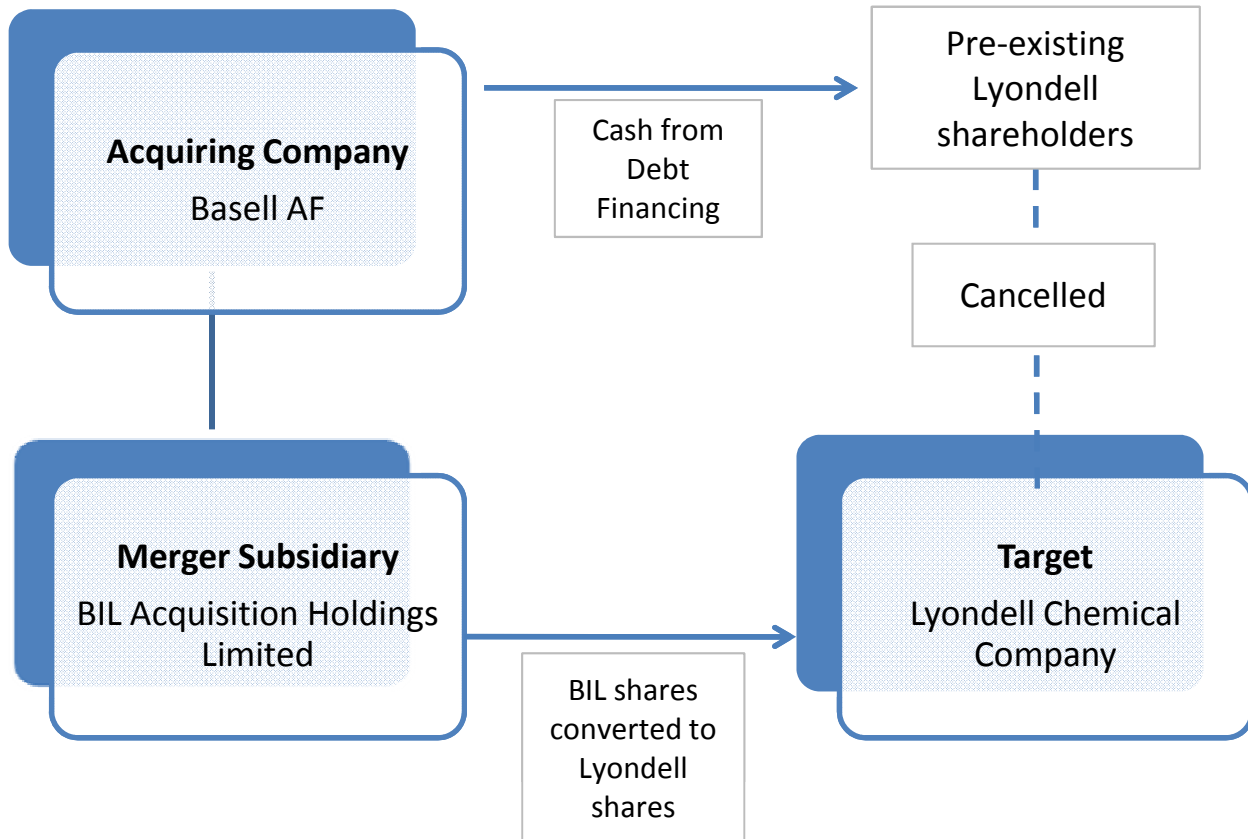 Acquiring Company
Basell AF
Cash from
Debt
Financing
Pre-existing
Lyondell
shareholders
Cancelled
Merger Subsidiary
BIL Acquisition Holdings
Limited
BIL shares
converted to
Lyondell
shares
Target
Lyondell Chemical
Company